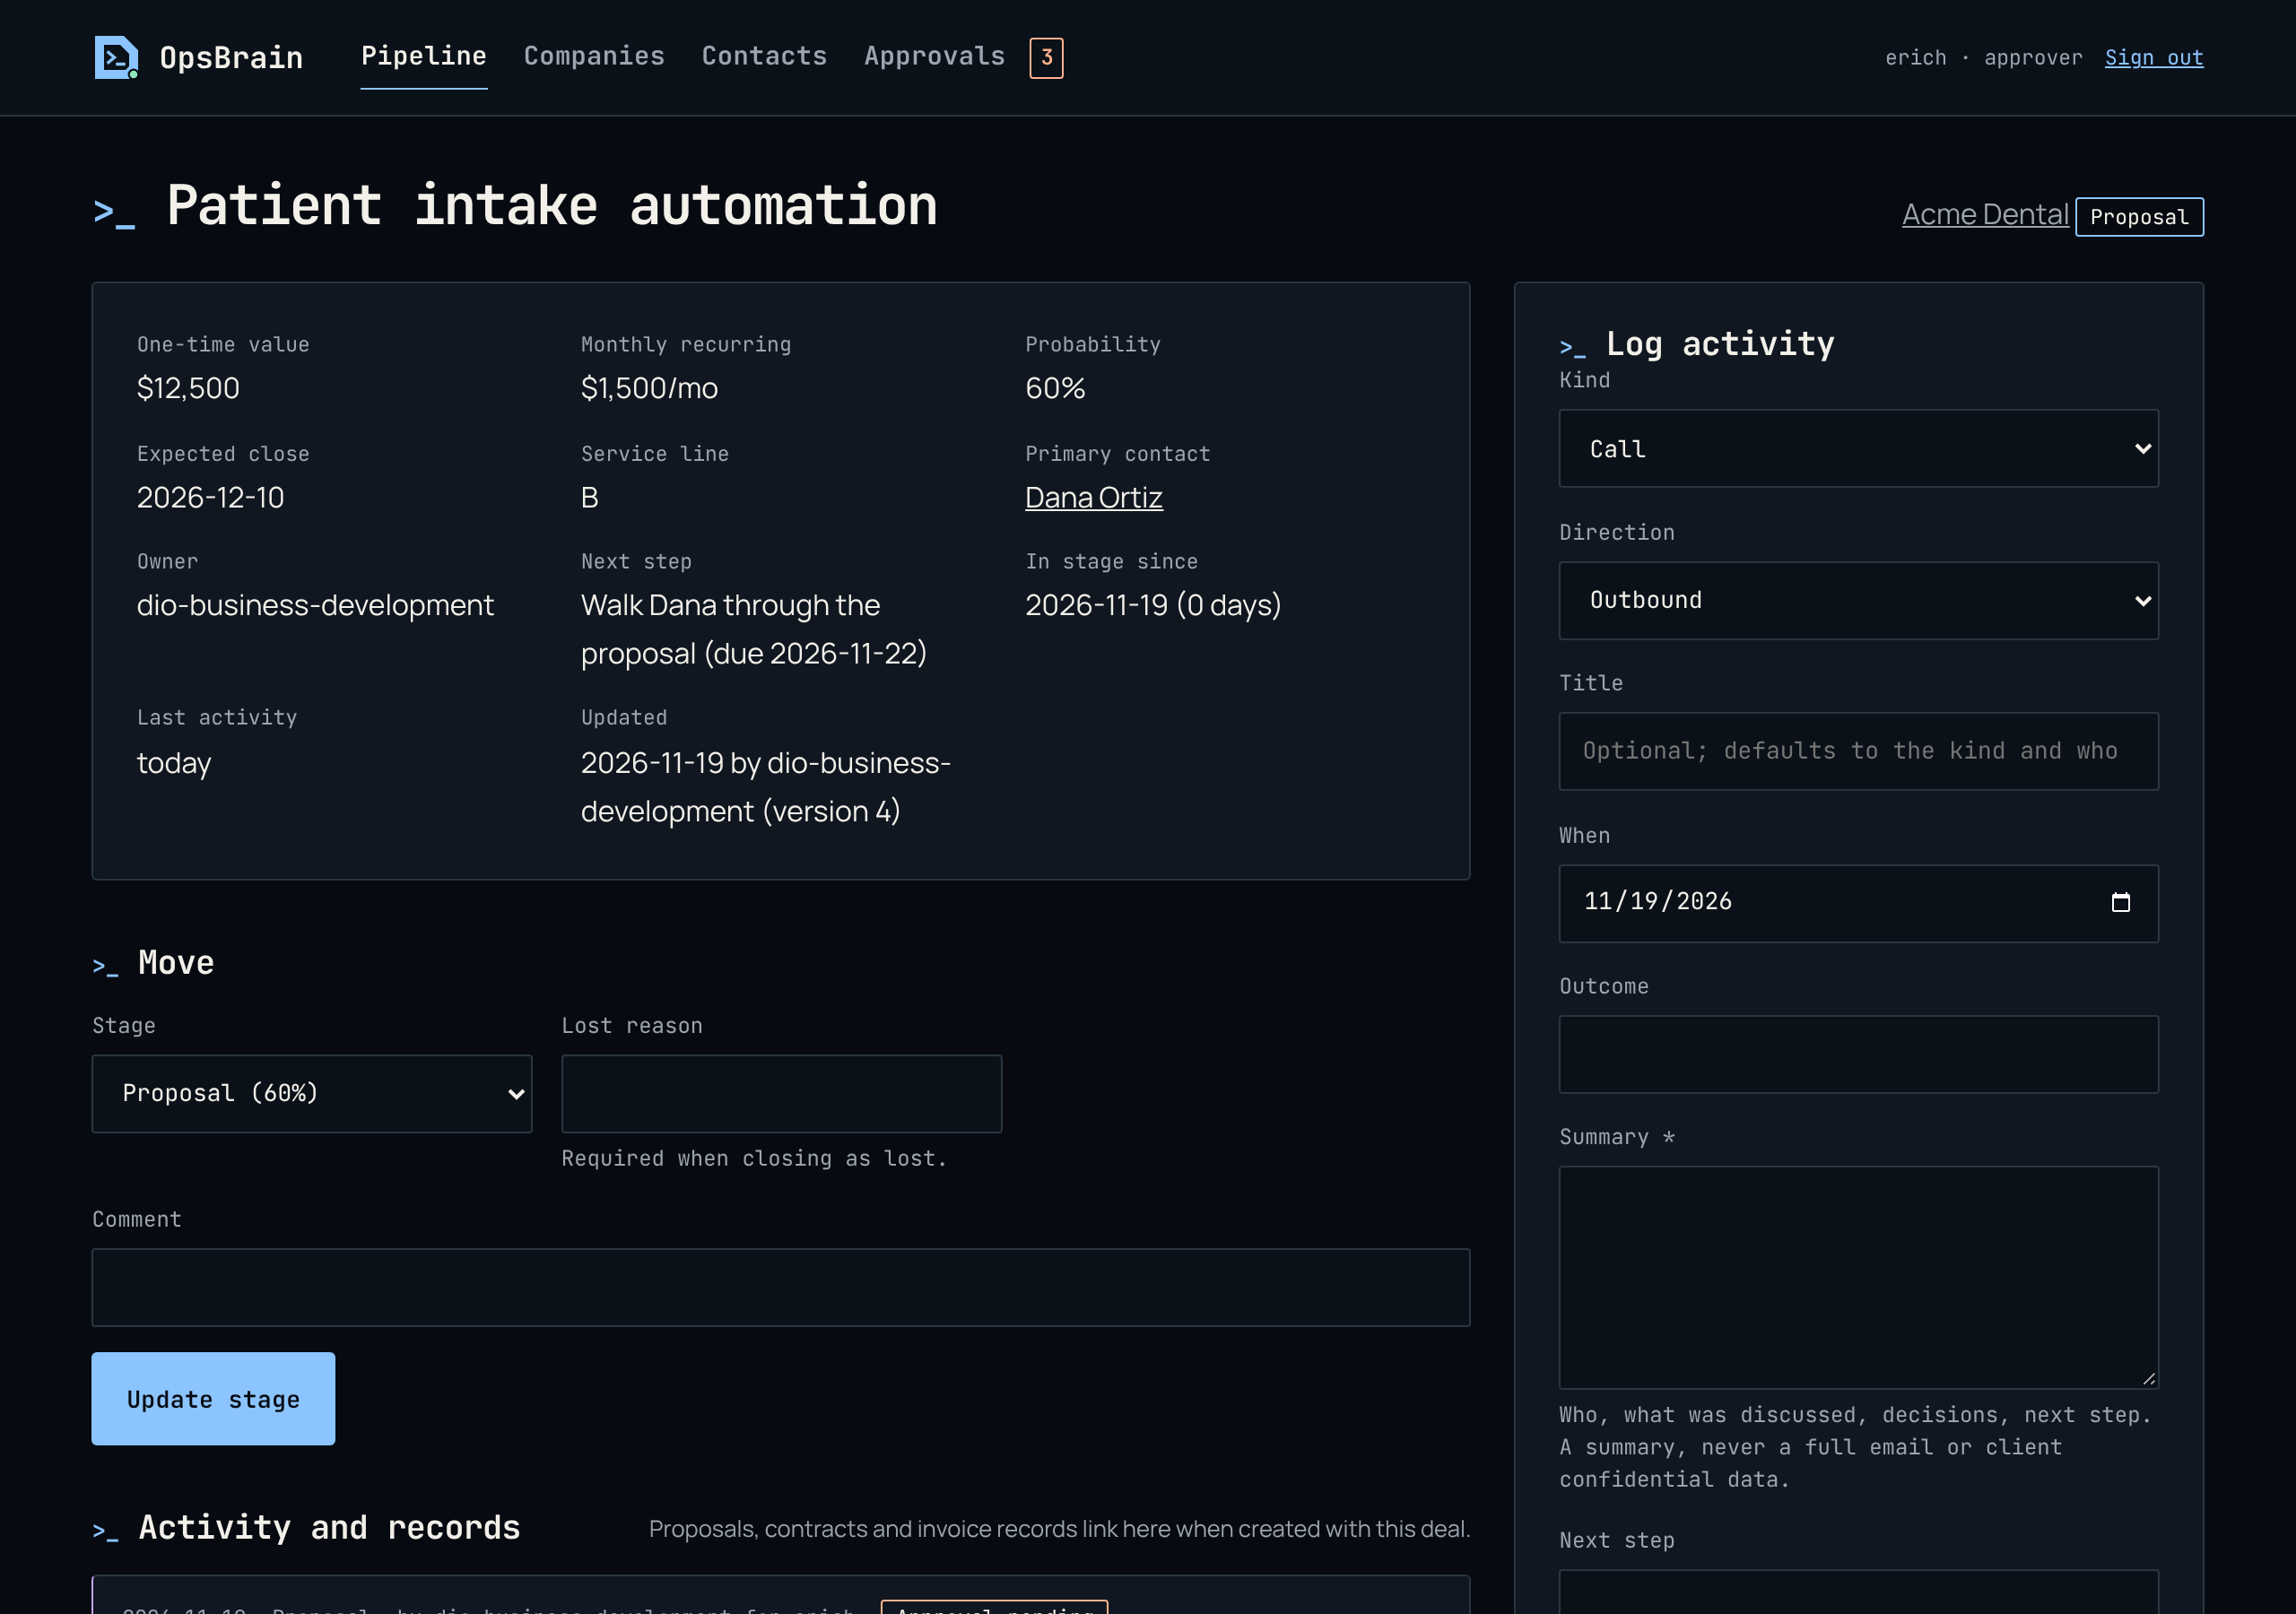 OpsBrain
Pipeline
Companies
Contacts
Approvals
3
erich · approver
Sign out
>_ Patient intake automation
Acme Dental
Proposal
One-time value
$12,500
Monthly recurring
$1,500/mo
Probability
60%
Expected close
2026-12-10
Service line
B
Primary contact
Dana Ortiz
Owner
dio-business-development
Next step
Walk Dana through the
proposal (due 2026-11-22)
In stage since
2026-11-19 (0 days)
Last activity
today
Updated
2026-11-19 by dio-business-
development (version 4)
>_ Move
Stage
Proposal (60%)
Lost reason
Required when closing as lost.
Comment
Update stage
>_ Activity and records
Proposals, contracts and invoice records link here when created with this deal.
>_ Log activity
Kind
Call
Direction
Outbound
Title
Optional; defaults to the kind and who
When
11/19/2026
Outcome
Summary *
Who, what was discussed, decisions, next step.
A summary, never a full email or client
confidential data.
Next step